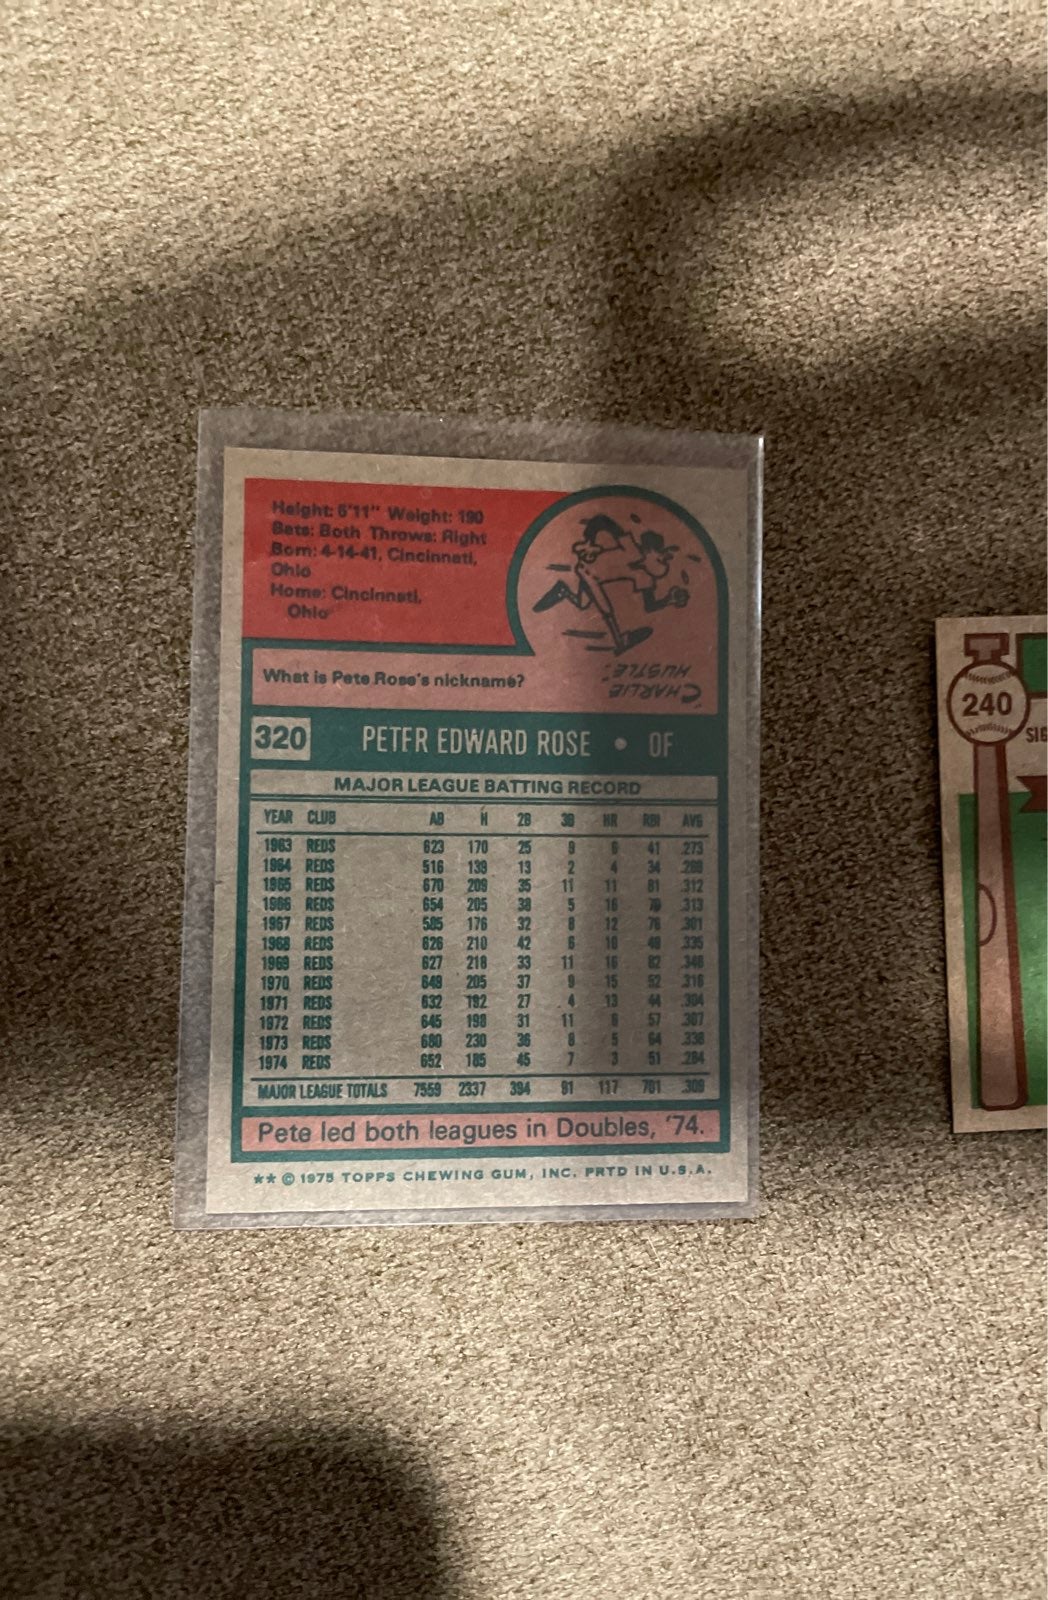 Height: 5'11" Weight: 190
Bats: Both Throws: Right
Born: 4-14-41, Cincinnati,
Ohio
Home: Cincinnati,
Ohio
What is Pete Rose's nickname?
"CHARLIE
HUSTLE"
320 PETER EDWARD ROSE • OF
MAJOR LEAGUE BATTING RECORD
YEAR CLUB AB H 2B 3B HR RBI AVG
1963 REDS 623 170 25 9 6 41 .273
1964 REDS 516 139 13 2 4 34 .269
1965 REDS 670 209 35 11 11 81 .312
1966 REDS 654 205 38 5 16 70 .313
1967 REDS 585 176 32 8 12 76 .301
1968 REDS 626 210 42 6 10 49 .335
1969 REDS 627 218 33 11 16 82 .348
1970 REDS 649 205 37 9 15 52 .316
1971 REDS 632 192 27 4 13 44 .304
1972 REDS 645 198 31 11 6 57 .307
1973 REDS 680 230 36 8 5 64 .338
1974 REDS 652 185 45 7 3 51 .284
MAJOR LEAGUE TOTALS 7559 2337 394 91 117 701 .309
Pete led both leagues in Doubles, '74.
** © 1975 TOPPS CHEWING GUM, INC. PRTD IN U.S.A.
240